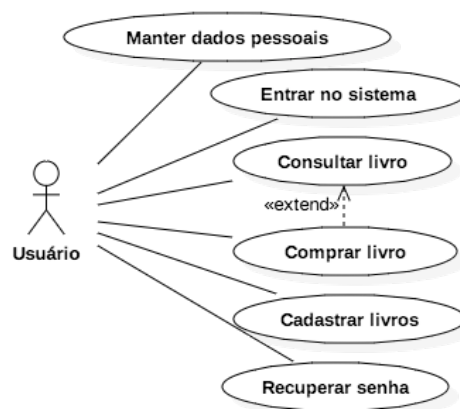 Manter dados pessoais
Entrar no sistema
Consultar livro
«extend»
Usuário
Comprar livro
Cadastrar livros
Recuperar senha